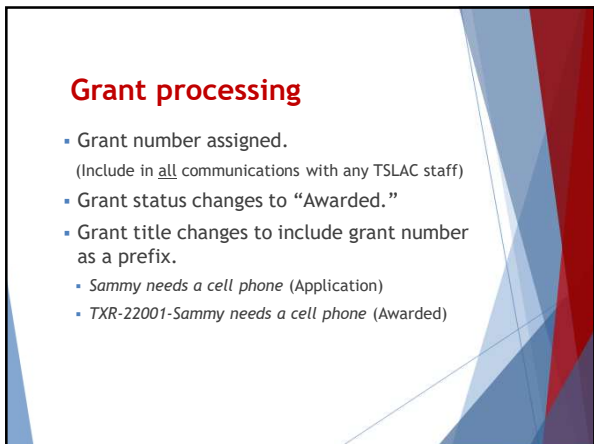 Grant processing
▪ Grant number assigned.
(Include in all communications with any TSLAC staff)
▪ Grant status changes to “Awarded.”
▪ Grant title changes to include grant number
as a prefix.
▪ Sammy needs a cell phone (Application)
▪ TXR-22001-Sammy needs a cell phone (Awarded)